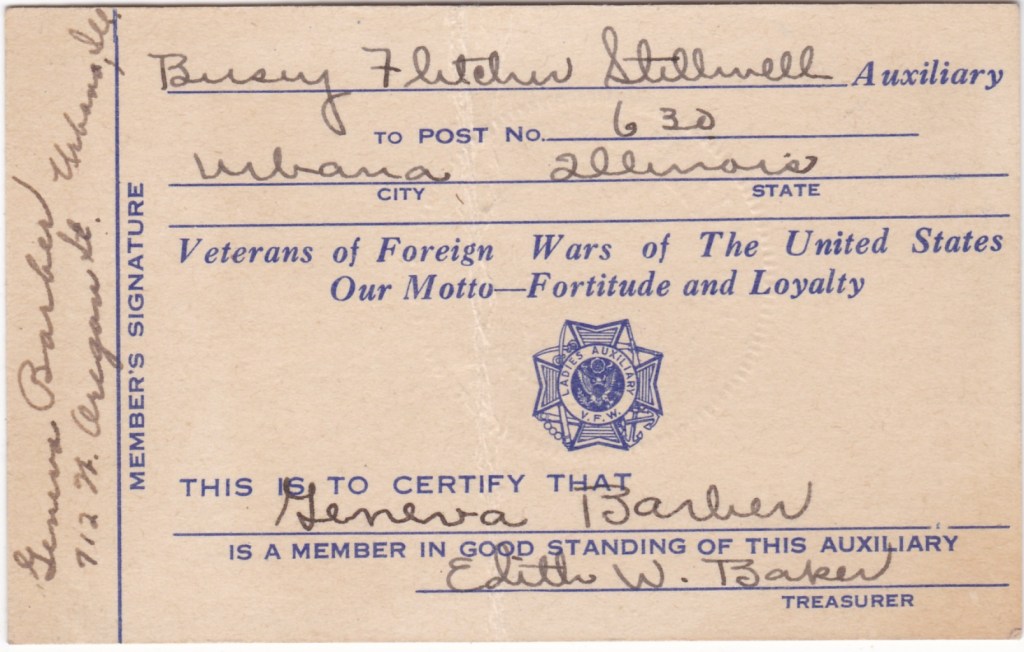 Busey Fletcher Stillwell Auxiliary
TO POST NO. 630
Urbana Illinois
CITY STATE
Veterans of Foreign Wars of The United States
Our Motto—Fortitude and Loyalty
LADIES AUXILIARY
V.F.W.
THIS IS TO CERTIFY THAT
Geneva Barber
IS A MEMBER IN GOOD STANDING OF THIS AUXILIARY
Edith W. Baker
TREASURER
MEMBER'S SIGNATURE
Geneva Barber
712 W. Oregon St. Urbana, Ill